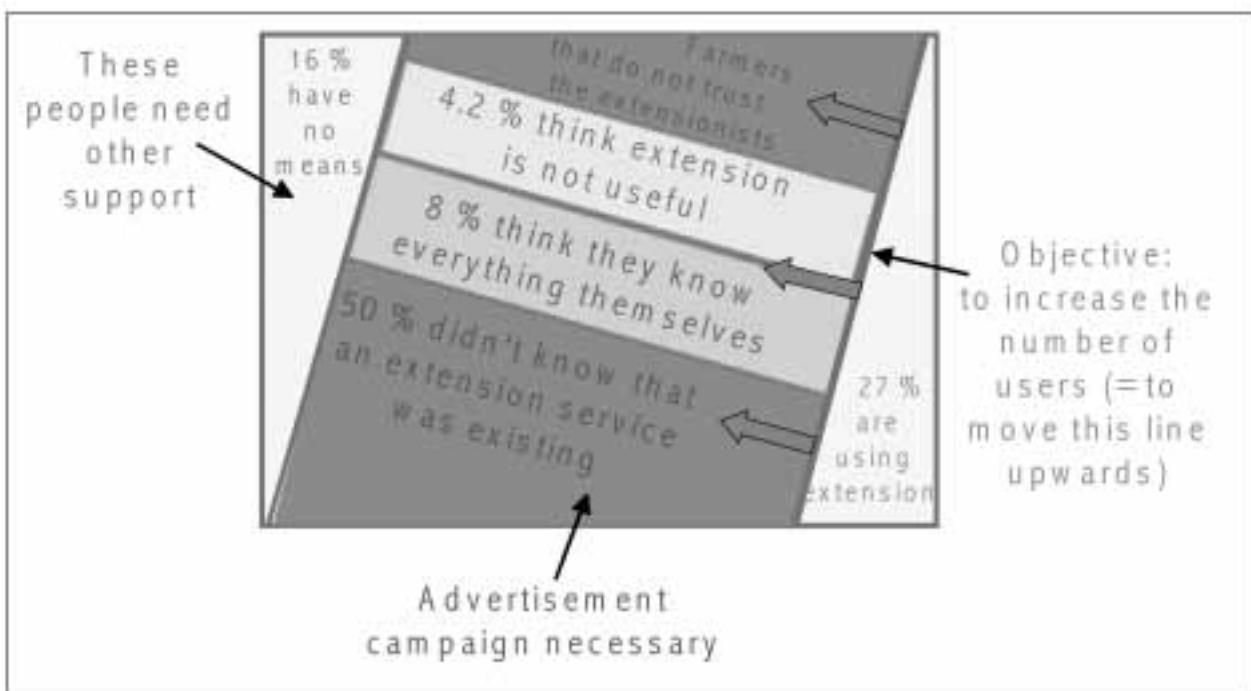 These
people need
other
support
16 %
have
no
means
Farmers
that do not trust
the extensionists
4.2 % think extension
is not useful
8 % think they know
everything themselves
50 % didn't know that
an extension service
was existing
27 %
are
using
extension
Objective:
to increase the
number of
users (=to
move this line
upwards)
Advertisement
campaign necessary